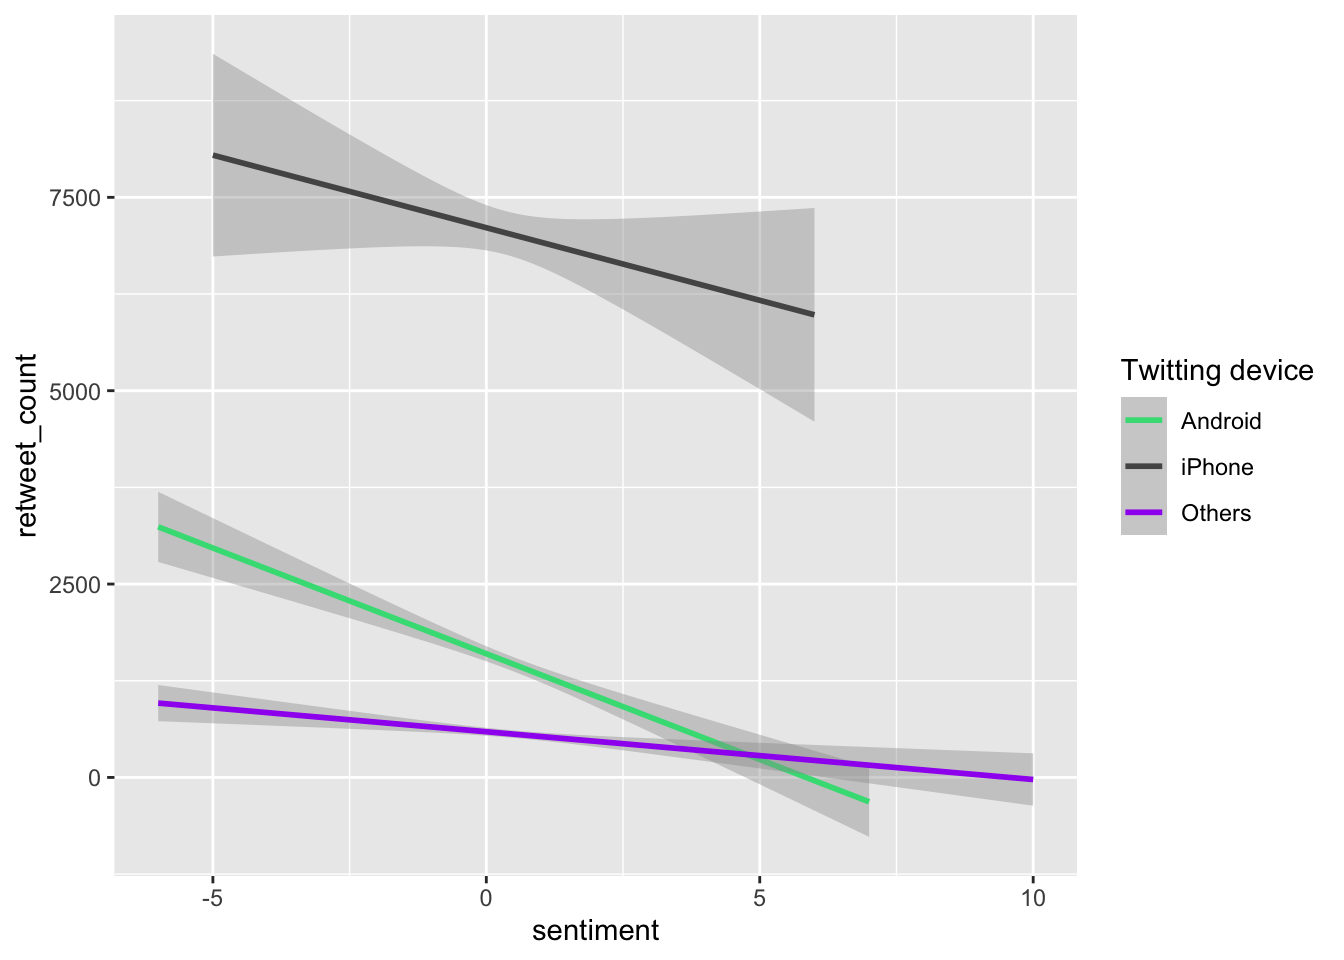 retweet_count
7500
5000
2500
0
-5
0
5
10
sentiment
Twitting device
Android
iPhone
Others